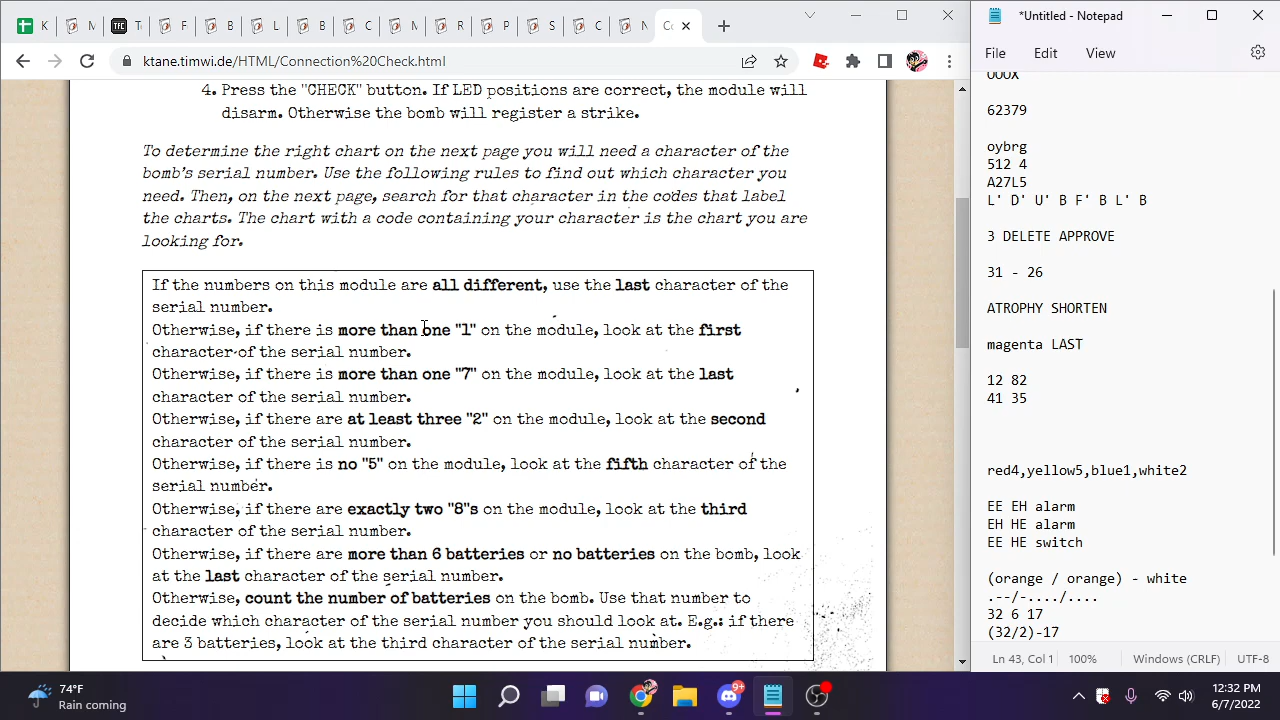 K
N
TFC
T
F
B
L
B
C
N
R
P
S
C
N
Co
*Untitled - Notepad
ktane.timwi.de/HTML/Connection%20Check.html
File Edit View
4. Press the "CHECK" button. If LED positions are correct, the module will
disarm. Otherwise the bomb will register a strike.
To determine the right chart on the next page you will need a character of the
bomb's serial number. Use the following rules to find out which character you
need. Then, on the next page, search for that character in the codes that label
the charts. The chart with a code containing your character is the chart you are
looking for.
If the numbers on this module are all different, use the last character of the
serial number.
Otherwise, if there is more than one "1" on the module, look at the first
character of the serial number.
Otherwise, if there is more than one "7" on the module, look at the last
character of the serial number.
Otherwise, if there are at least three "2" on the module, look at the second
character of the serial number.
Otherwise, if there is no "5" on the module, look at the fifth character of the
serial number.
Otherwise, if there are exactly two "8"s on the module, look at the third
character of the serial number.
Otherwise, if there are more than 6 batteries or no batteries on the bomb, look
at the last character of the serial number.
Otherwise, count the number of batteries on the bomb. Use that number to
decide which character of the serial number you should look at. E.g.: if there
are 3 batteries, look at the third character of the serial number.
62379
oybrg
512 4
A27L5
L' D' U' B F' B L' B
3 DELETE APPROVE
31 - 26
ATROPHY SHORTEN
magenta LAST
12 82
41 35
red4,yellow5,blue1,white2
EE EH alarm
EH HE alarm
EE HE switch
(orange / orange) - white
.--/-..../....
32 6 17
(32/2)-17
Ln 43, Col 1 100% Windows (CRLF) UTF-8
74°F
Rain coming
9+
12:32 PM
6/7/2022